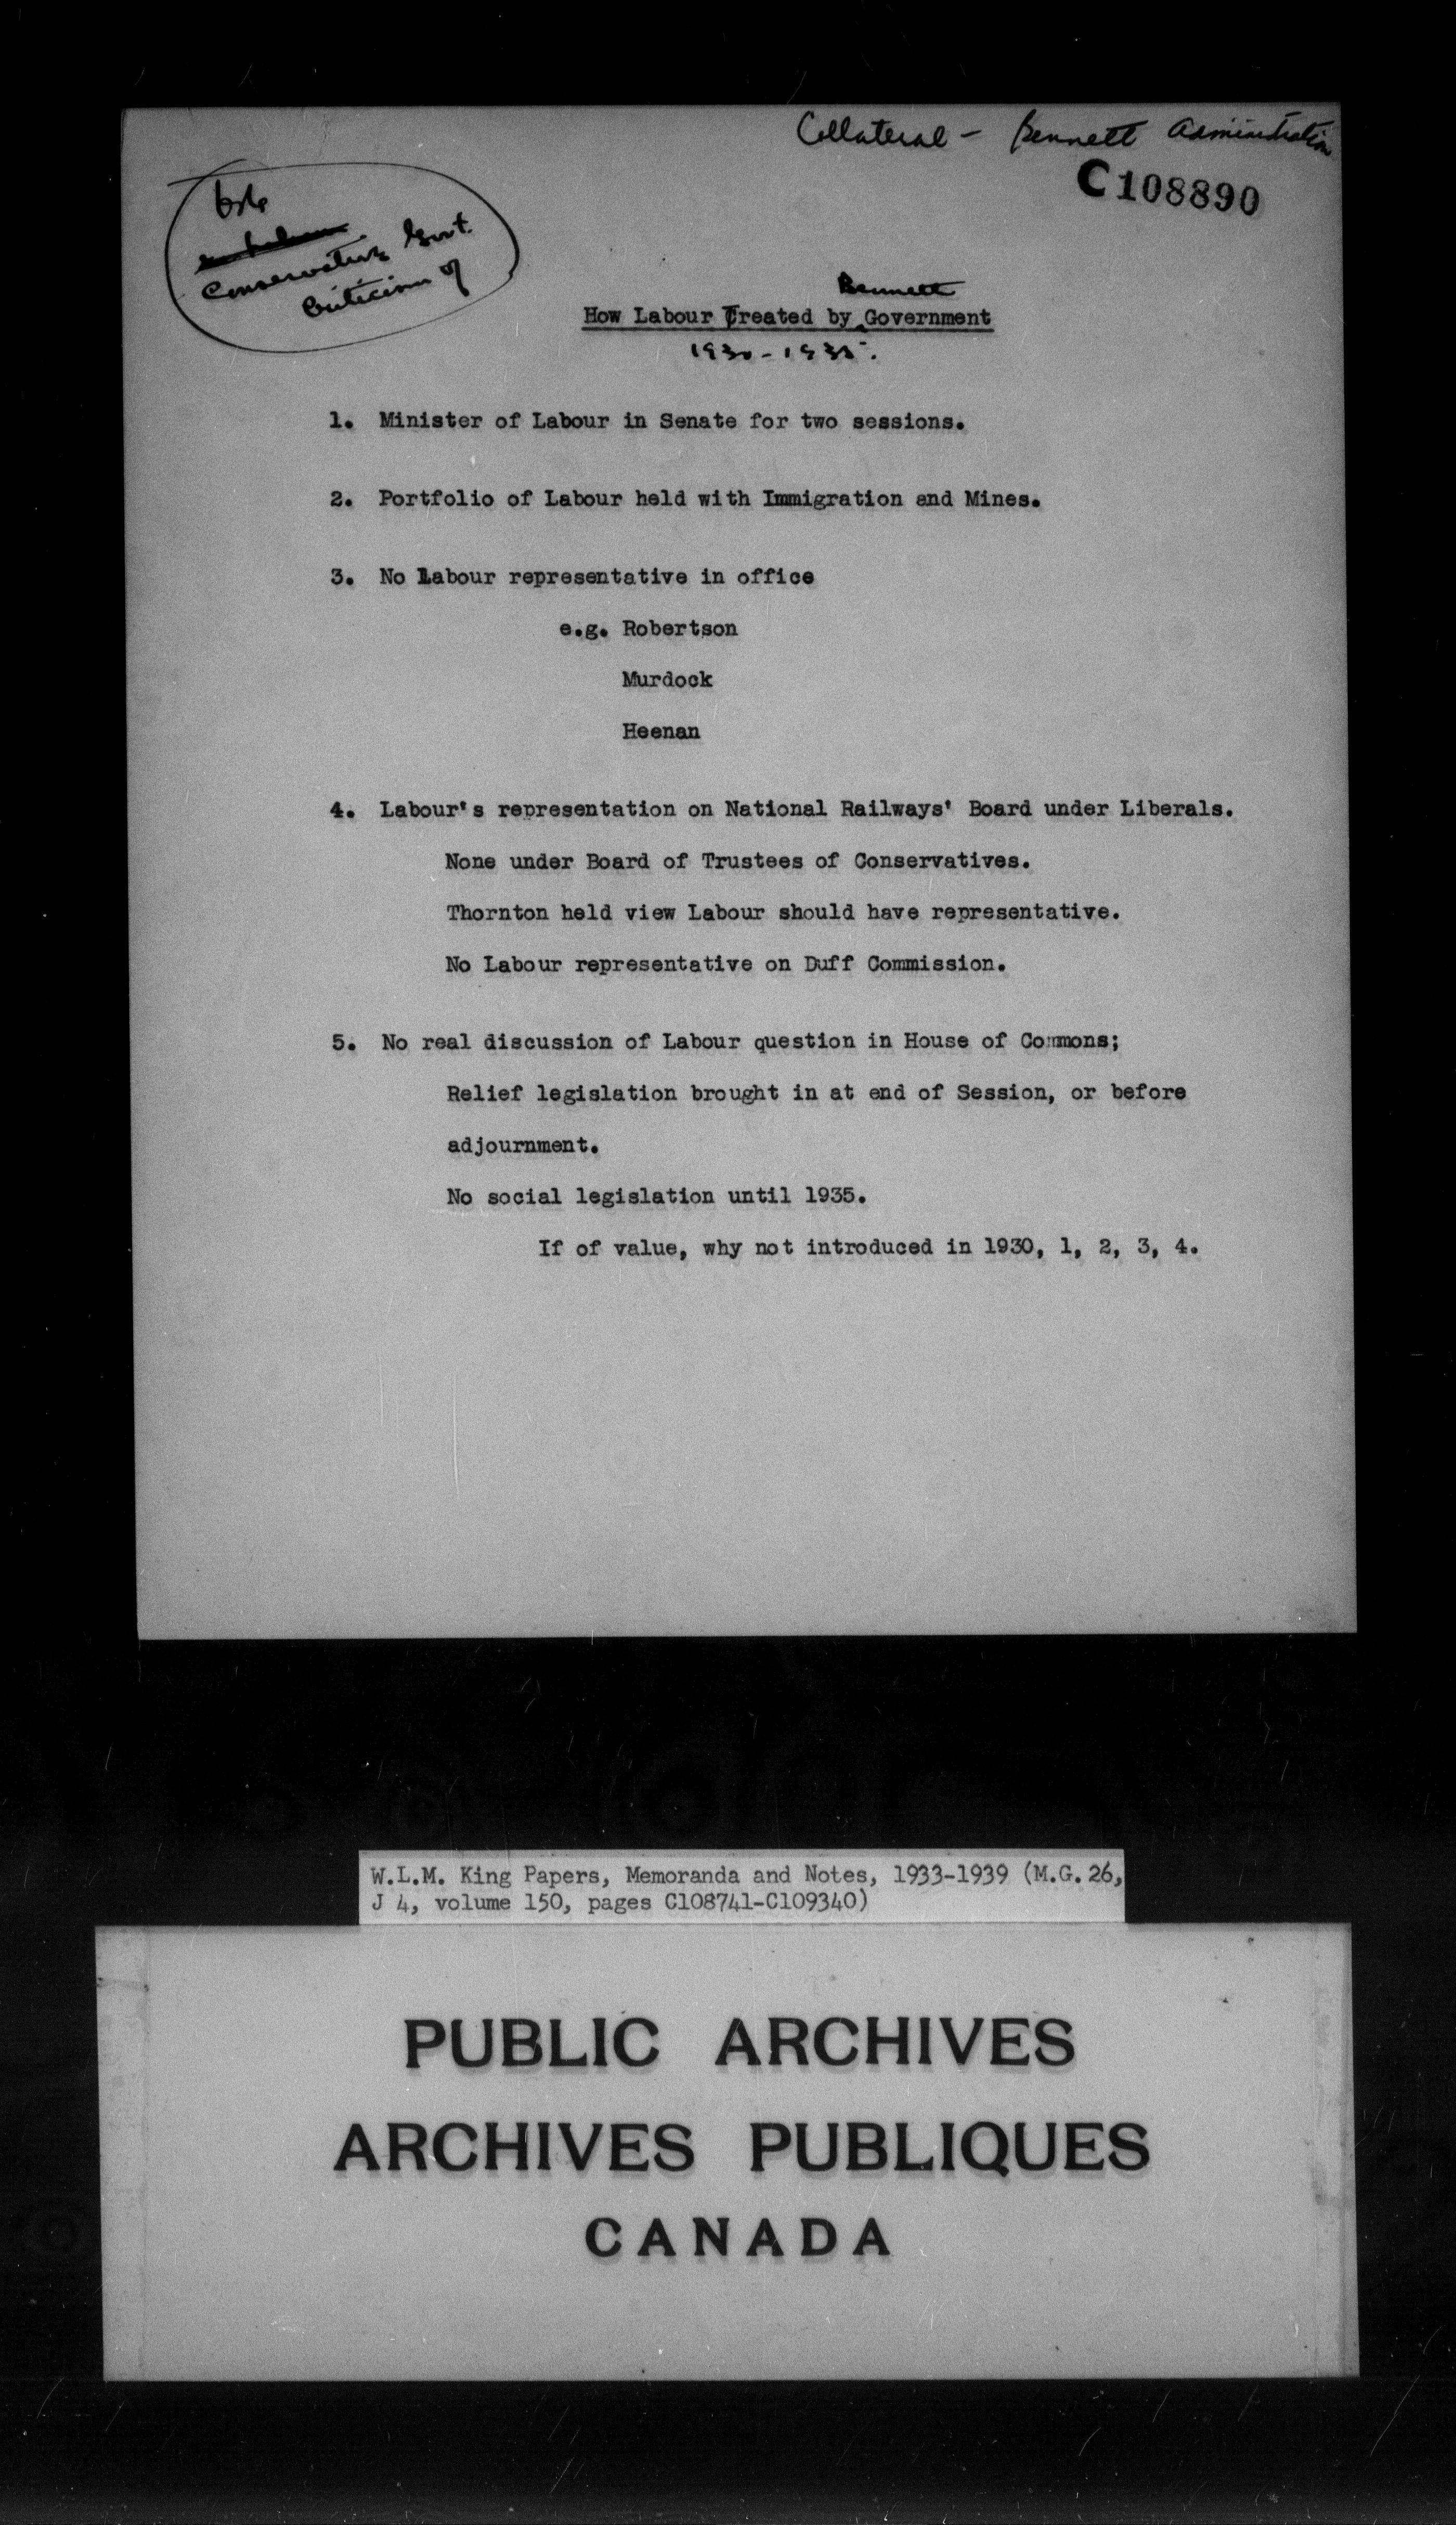 Collateral - Bennett Administration
C108890
Conservative Govt.
Criticism of
Bennett
How Labour Treated by Government
1930-1935.
1. Minister of Labour in Senate for two sessions.
2. Portfolio of Labour held with Immigration and Mines.
3. No Labour representative in office
e.g. Robertson
Murdock
Heenan
4. Labour's representation on National Railways' Board under Liberals.
None under Board of Trustees of Conservatives.
Thornton held view Labour should have representative.
No Labour representative on Duff Commission.
5. No real discussion of Labour question in House of Commons;
Relief legislation brought in at end of Session, or before
adjournment.
No social legislation until 1935.
If of value, why not introduced in 1930, 1, 2, 3, 4.
W.L.M. King Papers, Memoranda and Notes, 1933-1939 (M.G. 26,
J 4, volume 150, pages C108741-C109340)
PUBLIC ARCHIVES
ARCHIVES PUBLIQUES
CANADA